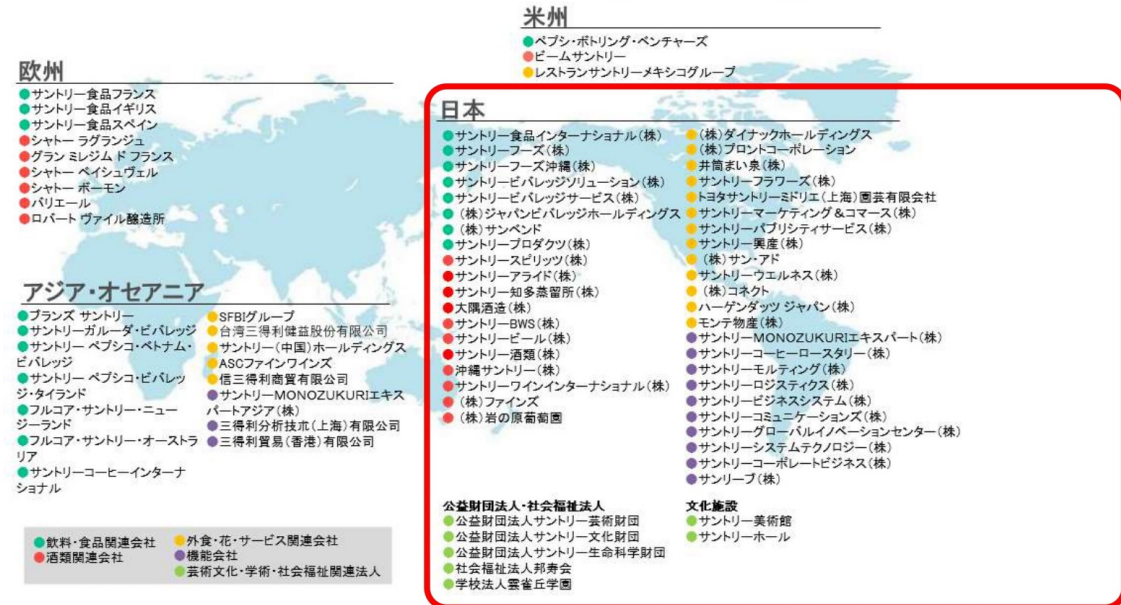 米州
●ペプシ・ボトリング・ベンチャーズ
●ビームサントリー
●レストランサントリーメキシコグループ
欧州
●サントリー食品フランス
●サントリー食品イギリス
●サントリー食品スペイン
●シャトー ラグランジュ
●グラン ミレジム ド フランス
●シャトー ベイシュヴェル
●シャトー ボーモン
●バリエール
●ロバート ヴァイル醸造所
アジア・オセアニア
●ブランズ サントリー
●サントリーガルーダ・ビバレッジ
●サントリー ペプシコ・ベトナム・
ビバレッジ
●サントリー ペプシコ・ビバレッ
ジ・タイランド
●フルコア・サントリー・ニュー
ジーランド
●フルコア・サントリー・オーストラ
リア
●サントリーコーヒーインターナ
ショナル
●SFBIグループ
●台湾三得利健益股份有限公司
●サントリー(中国)ホールディングス
●ASCファインワインズ
●信三得利商貿有限公司
●サントリーMONOZUKURIエキス
パートアジア(株)
●三得利分析技朮(上海)有限公司
●三得利貿易(香港)有限公司
●飲料・食品関連会社
●酒類関連会社
●外食・花・サービス関連会社
●機能会社
●芸術文化・学術・社会福祉関連法人
日本
●サントリー食品インターナショナル(株)
●サントリーフーズ(株)
●サントリーフーズ沖縄(株)
●サントリービバレッジソリューション(株)
●サントリービバレッジサービス(株)
●(株)ジャパンビバレッジホールディングス
●(株)サンベンド
●サントリープロダクツ(株)
●サントリースピリッツ(株)
●サントリーアライド(株)
●サントリー知多蒸留所(株)
●大隅酒造(株)
●サントリーBWS(株)
●サントリービール(株)
●サントリー酒類(株)
●沖縄サントリー(株)
●サントリーワインインターナショナル(株)
●(株)ファインズ
●(株)岩の原葡萄園
●(株)ダイナックホールディングス
●(株)プロントコーポレーション
●井筒まい泉(株)
●サントリーフラワーズ(株)
●トヨタサントリーミドリエ(上海)園芸有限会社
●サントリーマーケティング&コマース(株)
●サントリーパブリシティサービス(株)
●サントリー興産(株)
●(株)サン・アド
●サントリーウエルネス(株)
●(株)コネクト
●ハーゲンダッツ ジャパン(株)
●モンテ物産(株)
●サントリーMONOZUKURIエキスパート(株)
●サントリーコーヒーロースタリー(株)
●サントリーモルティング(株)
●サントリーロジスティクス(株)
●サントリービジネスシステム(株)
●サントリーコミュニケーションズ(株)
●サントリーグローバルイノベーションセンター(株)
●サントリーシステムテクノロジー(株)
●サントリーコーポレートビジネス(株)
●サンリーブ(株)
公益財団法人・社会福祉法人
●公益財団法人サントリー芸術財団
●公益財団法人サントリー文化財団
●公益財団法人サントリー生命科学財団
●社会福祉法人邦寿会
●学校法人雲雀丘学園
文化施設
●サントリー美術館
●サントリーホール